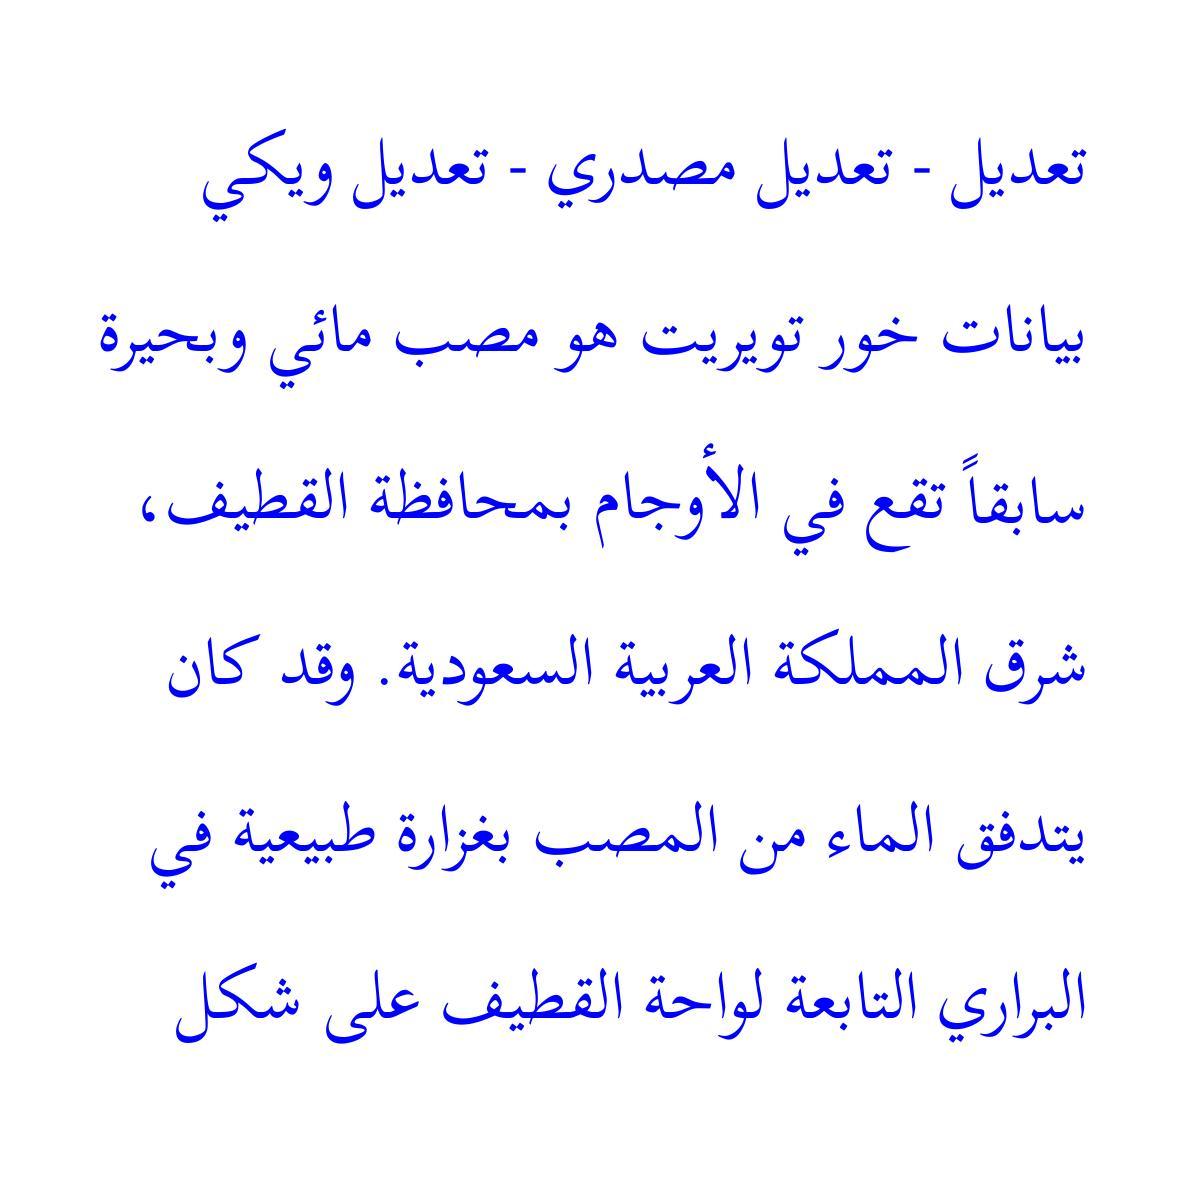 تعديل - تعديل مصدري - تعديل ويكي
بيانات خور تويريت هو مصب مائي وبحيرة
سابقاً تقع في الأوجام بمحافظة القطيف،
شرق المملكة العربية السعودية. وقد كان
يتدفق الماء من المصب بغزارة طبيعية في
البراري التابعة لواحة القطيف على شكل